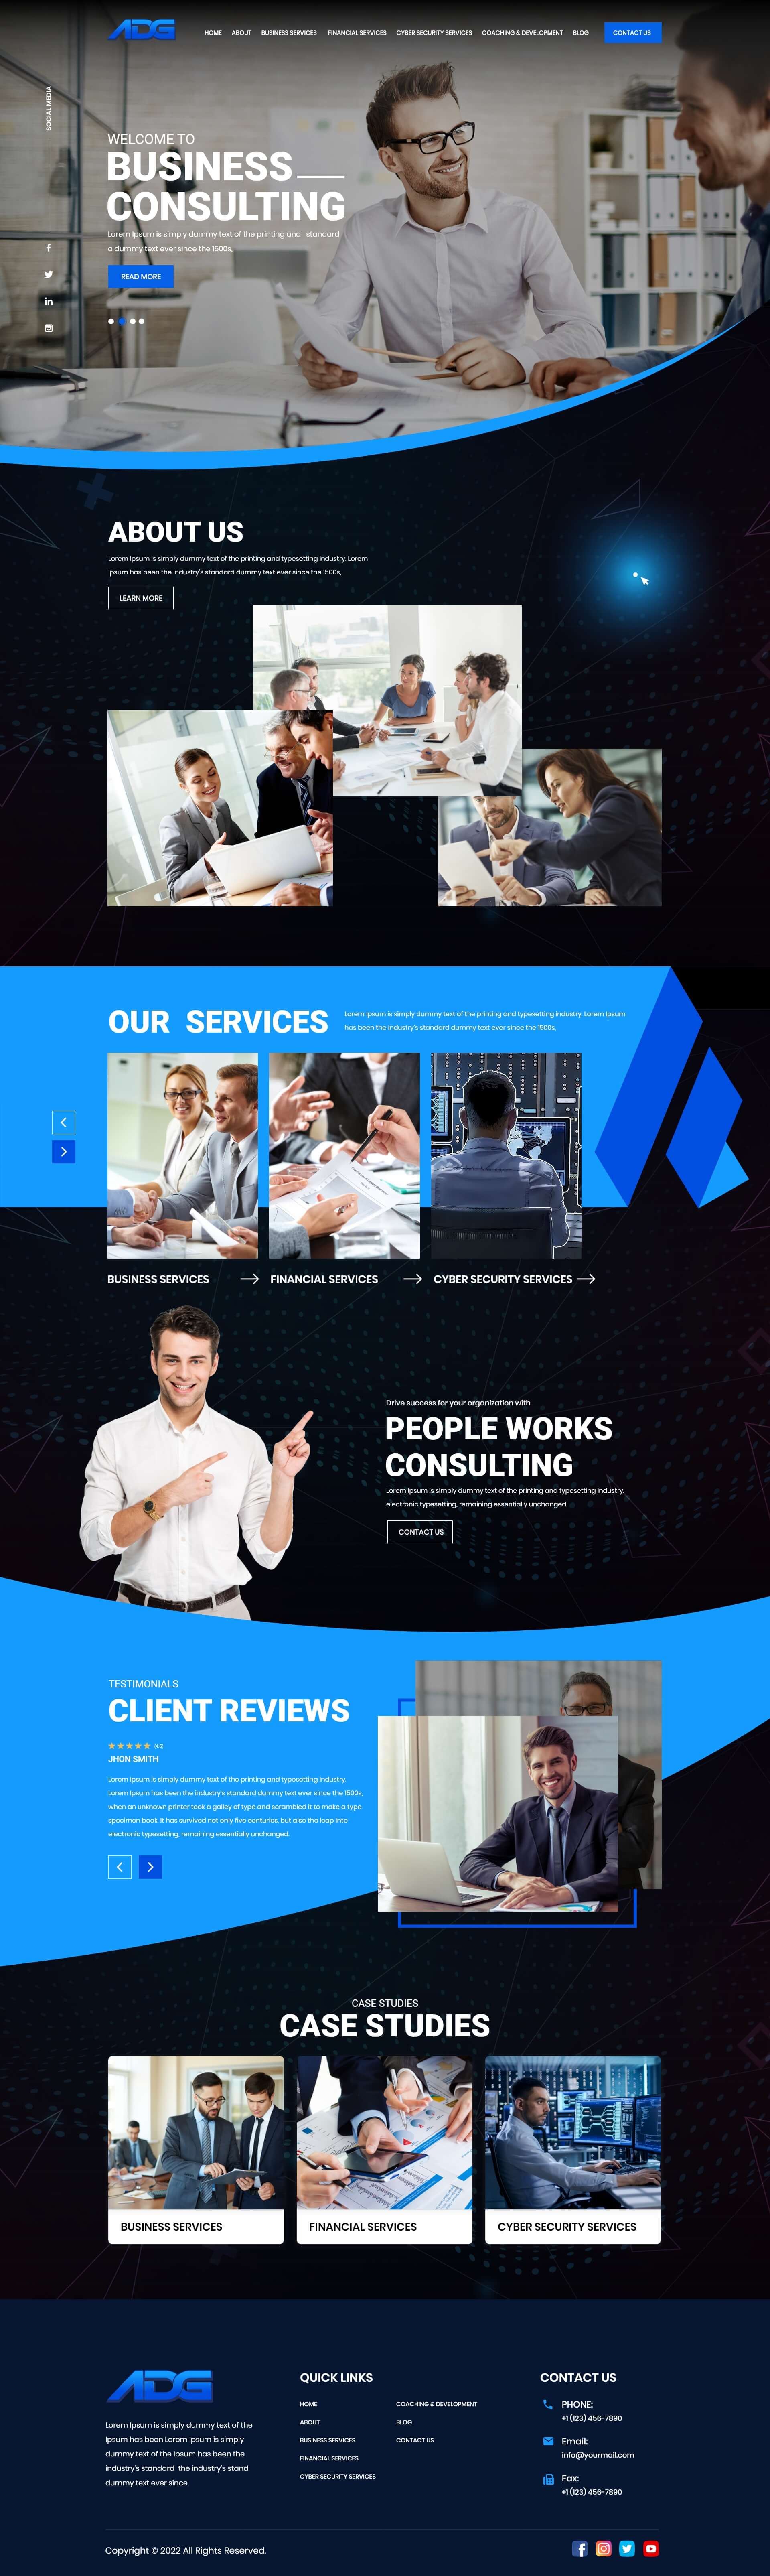 ADG
HOME ABOUT BUSINESS SERVICES FINANCIAL SERVICES CYBER SECURITY SERVICES COACHING & DEVELOPMENT BLOG CONTACT US
SOCIAL MEDIA
WELCOME TO
BUSINESS
CONSULTING
Lorem Ipsum is simply dummy text of the printing and standard
a dummy text ever since the 1500s,
READ MORE
ABOUT US
Lorem Ipsum is simply dummy text of the printing and typesetting industry. Lorem
Ipsum has been the industry's standard dummy text ever since the 1500s,
LEARN MORE
OUR SERVICES
Lorem Ipsum is simply dummy text of the printing and typesetting industry. Lorem Ipsum
has been the industry's standard dummy text ever since the 1500s,
BUSINESS SERVICES
FINANCIAL SERVICES
CYBER SECURITY SERVICES
Drive success for your organization with
PEOPLE WORKS
CONSULTING
Lorem Ipsum is simply dummy text of the printing and typesetting industry.
electronic typesetting, remaining essentially unchanged.
CONTACT US
TESTIMONIALS
CLIENT REVIEWS
(4.5)
JHON SMITH
Lorem Ipsum is simply dummy text of the printing and typesetting industry.
Lorem Ipsum has been the industry's standard dummy text ever since the 1500s,
when an unknown printer took a galley of type and scrambled it to make a type
specimen book. It has survived not only five centuries, but also the leap into
electronic typesetting, remaining essentially unchanged.
CASE STUDIES
CASE STUDIES
BUSINESS SERVICES
FINANCIAL SERVICES
CYBER SECURITY SERVICES
ADG
Lorem Ipsum is simply dummy text of the
Ipsum has been Lorem Ipsum is simply
dummy text of the Ipsum has been the
industry's standard the industry's stand
dummy text ever since.
QUICK LINKS
HOME
ABOUT
BUSINESS SERVICES
FINANCIAL SERVICES
CYBER SECURITY SERVICES
COACHING & DEVELOPMENT
BLOG
CONTACT US
CONTACT US
PHONE:
+1 (123) 456-7890
Email:
info@yourmail.com
Fax:
+1 (123) 456-7890
Copyright © 2022 All Rights Reserved.